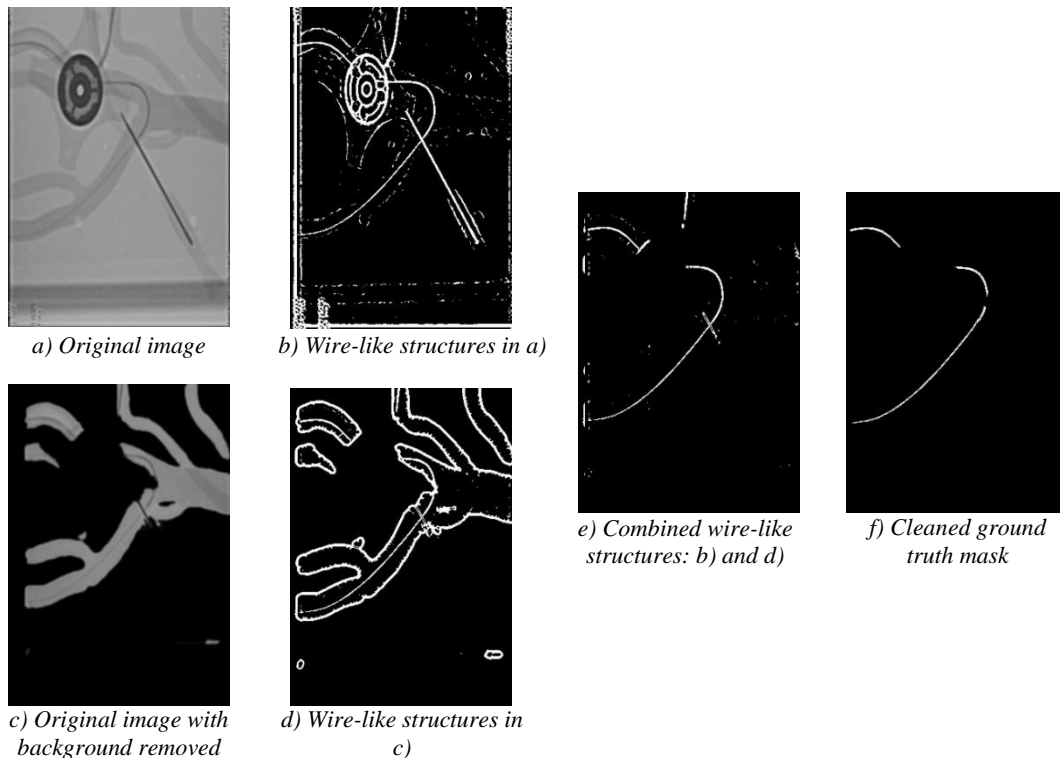 a) Original image
b) Wire-like structures in a)
c) Original image with
background removed
d) Wire-like structures in
c)
e) Combined wire-like
structures: b) and d)
f) Cleaned ground
truth mask